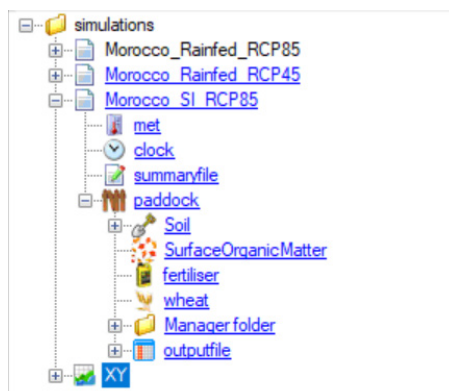 simulations
Morocco_Rainfed_RCP85
Morocco_Rainfed_RCP45
Morocco_SI_RCP85
met
clock
summaryfile
paddock
Soil
SurfaceOrganicMatter
fertiliser
wheat
Manager folder
outputfile
XY